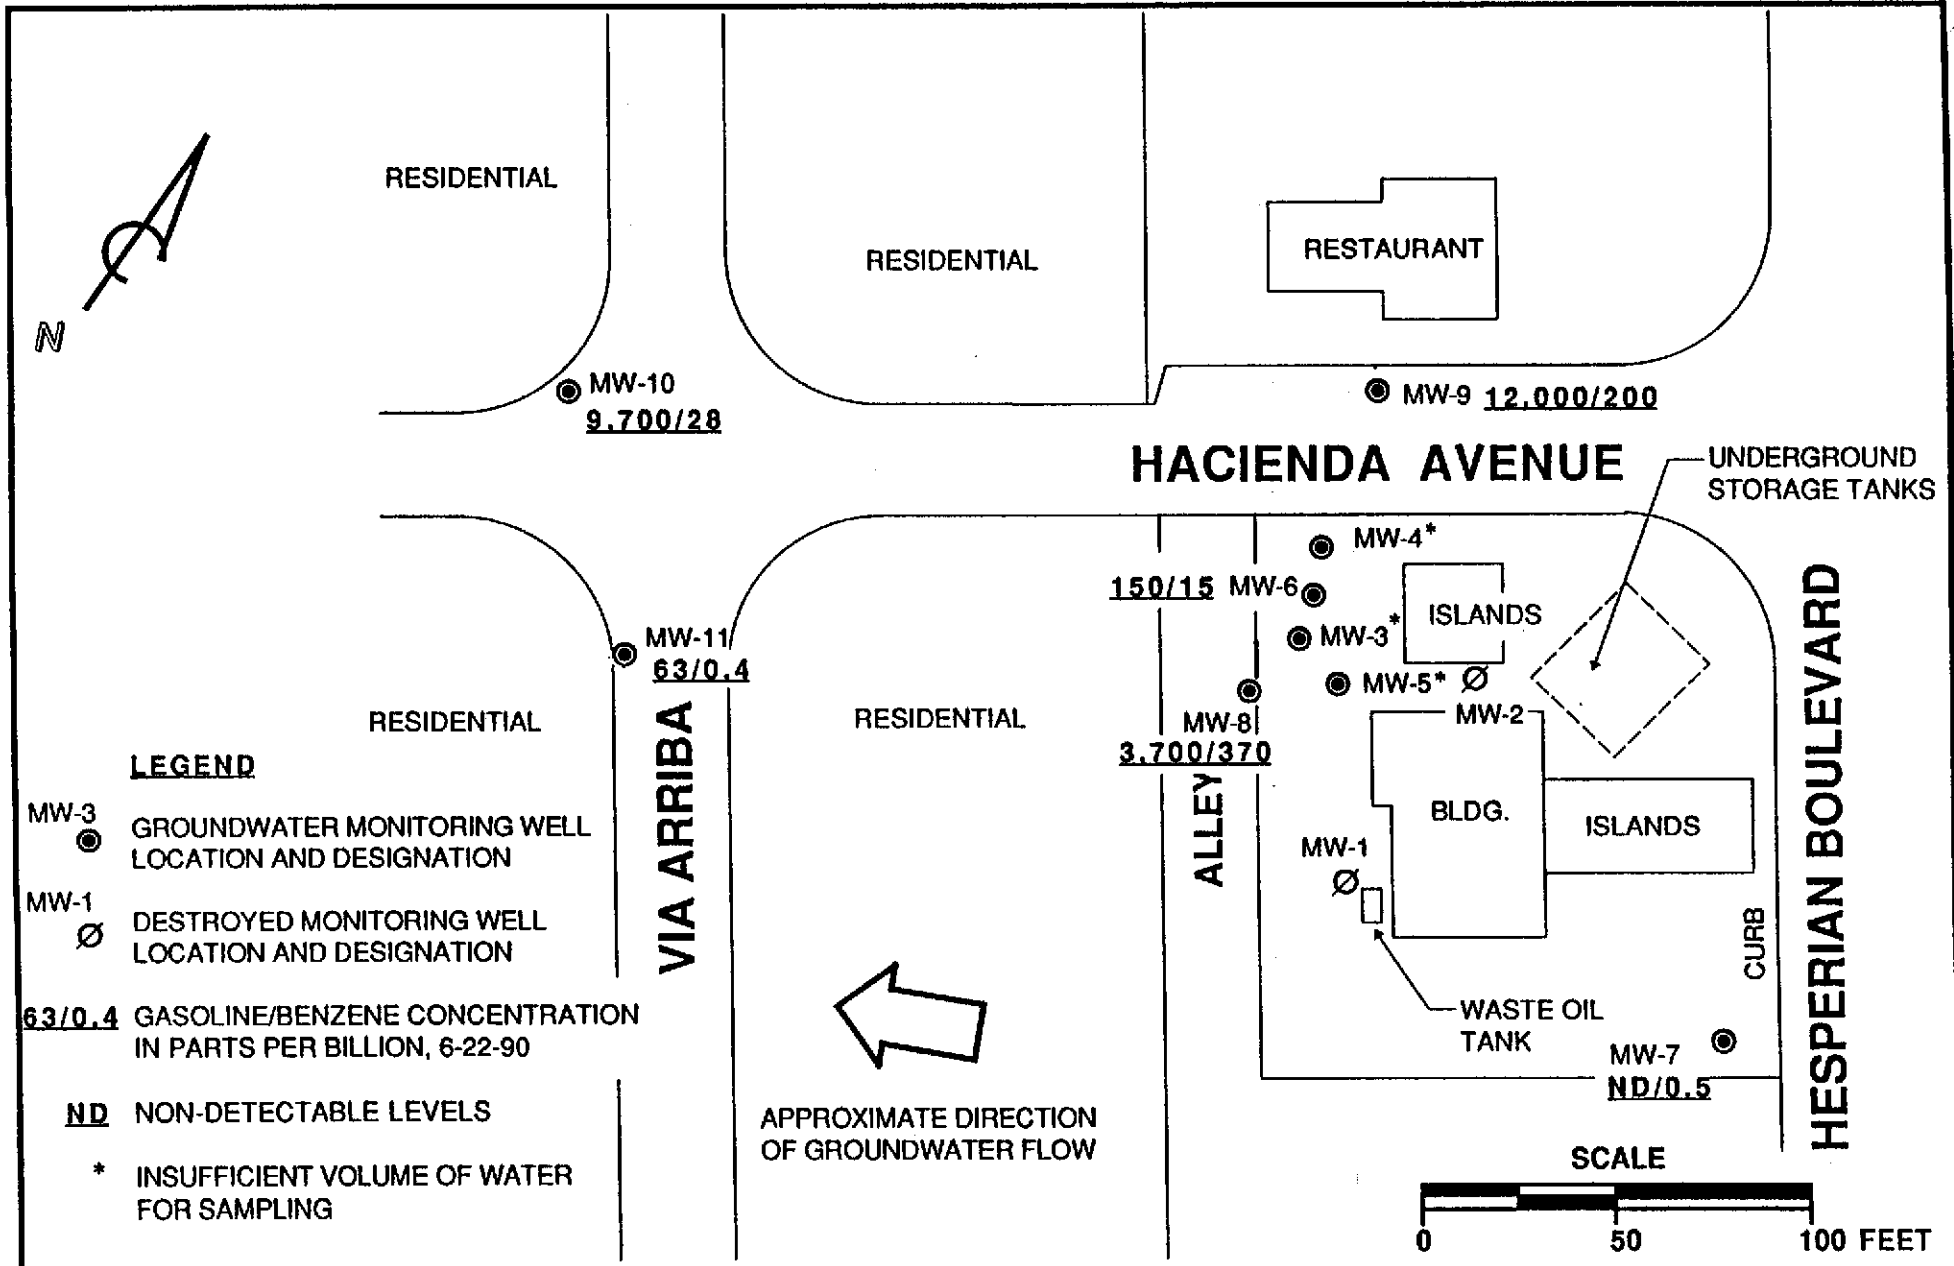 RESIDENTIAL
RESIDENTIAL
RESTAURANT
N
MW-10
9,700/28
MW-9 12,000/200
HACIENDA AVENUE
UNDERGROUND
STORAGE TANKS
MW-4*
150/15 MW-6
ISLANDS
MW-3*
MW-11
63/0.4
MW-5*
MW-2
MW-8
3,700/370
RESIDENTIAL
RESIDENTIAL
VIA ARRIBA
ALLEY
BLDG.
ISLANDS
MW-1
HESPERIAN BOULEVARD
CURB
WASTE OIL
TANK
MW-7
ND/0.5
LEGEND
MW-3
GROUNDWATER MONITORING WELL
LOCATION AND DESIGNATION
MW-1
DESTROYED MONITORING WELL
LOCATION AND DESIGNATION
63/0.4 GASOLINE/BENZENE CONCENTRATION
IN PARTS PER BILLION, 6-22-90
ND NON-DETECTABLE LEVELS
* INSUFFICIENT VOLUME OF WATER
FOR SAMPLING
APPROXIMATE DIRECTION
OF GROUNDWATER FLOW
SCALE
0 50 100 FEET